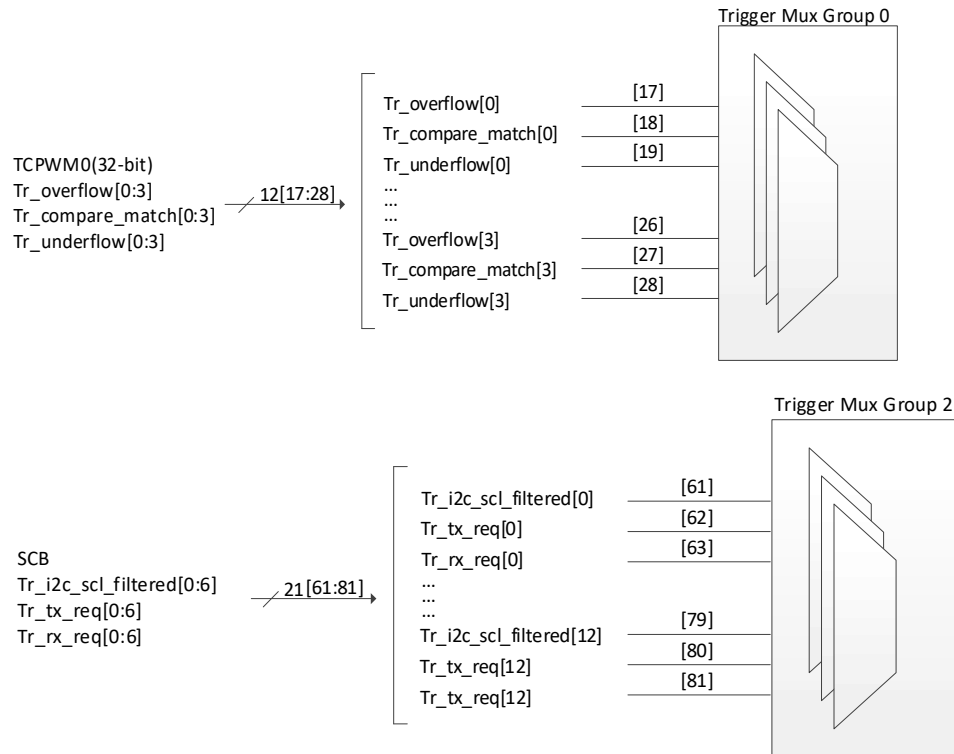 Trigger Mux Group 0
TCPWM0(32-bit)
Tr_overflow[0:3]
Tr_compare_match[0:3]
Tr_underflow[0:3]
12[17:28]
Tr_overflow[0]
[17]
Tr_compare_match[0]
[18]
Tr_underflow[0]
[19]
...
...
...
Tr_overflow[3]
[26]
Tr_compare_match[3]
[27]
Tr_underflow[3]
[28]
Trigger Mux Group 2
SCB
Tr_i2c_scl_filtered[0:6]
Tr_tx_req[0:6]
Tr_rx_req[0:6]
21[61:81]
Tr_i2c_scl_filtered[0]
[61]
Tr_tx_req[0]
[62]
Tr_rx_req[0]
[63]
...
...
...
Tr_i2c_scl_filtered[12]
[79]
Tr_tx_req[12]
[80]
Tr_tx_req[12]
[81]